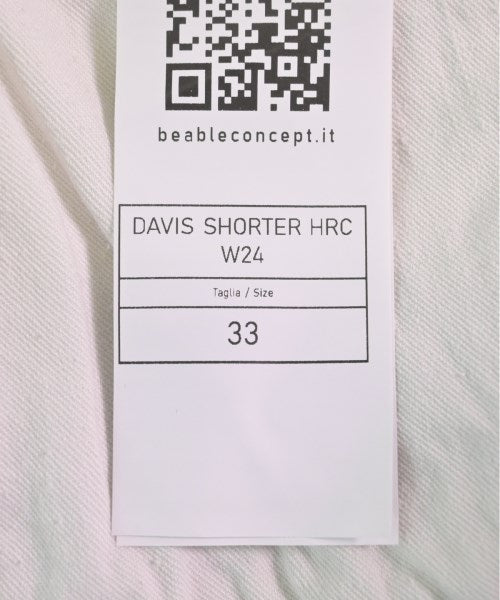 beableconcept.it
DAVIS SHORTER HRC
W24
Taglia / Size
33